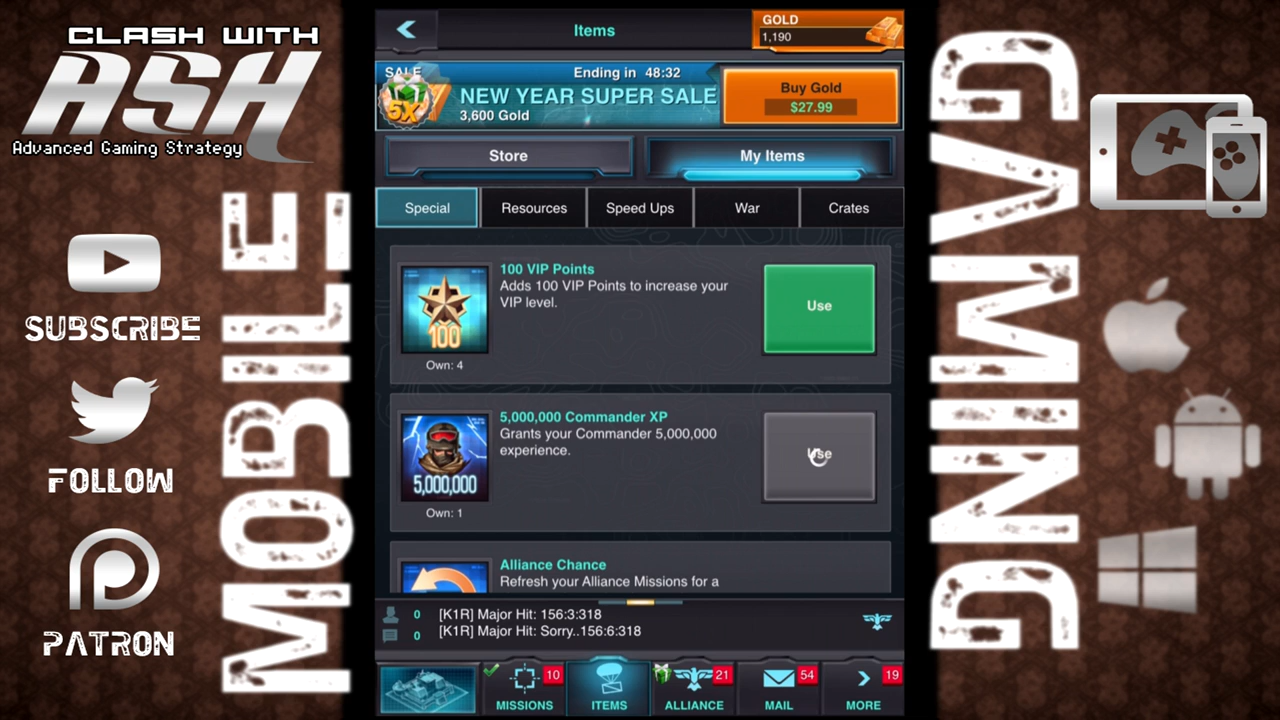 CLASH WITH
ASH
Advanced Gaming Strategy
SUBSCRIBE
FOLLOW
PATRON
MOBILE
Items
GOLD
1,190
SALE
5X
Ending in 48:32
NEW YEAR SUPER SALE
3,600 Gold
Buy Gold
$27.99
Store
My Items
Special
Resources
Speed Ups
War
Crates
100
100 VIP Points
Adds 100 VIP Points to increase your
VIP level.
Own: 4
Use
5,000,000
5,000,000 Commander XP
Grants your Commander 5,000,000
experience.
Own: 1
Use
Alliance Chance
Refresh your Alliance Missions for a
0
[K1R] Major Hit: 156:3:318
0
[K1R] Major Hit: Sorry..156:6:318
10
MISSIONS
ITEMS
21
ALLIANCE
54
MAIL
19
MORE
GAMING